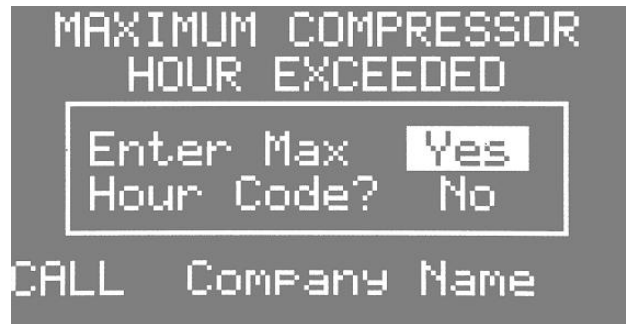 MAXIMUM COMPRESSOR
HOUR EXCEEDED
Enter Max Yes
Hour Code? No
CALL Company Name